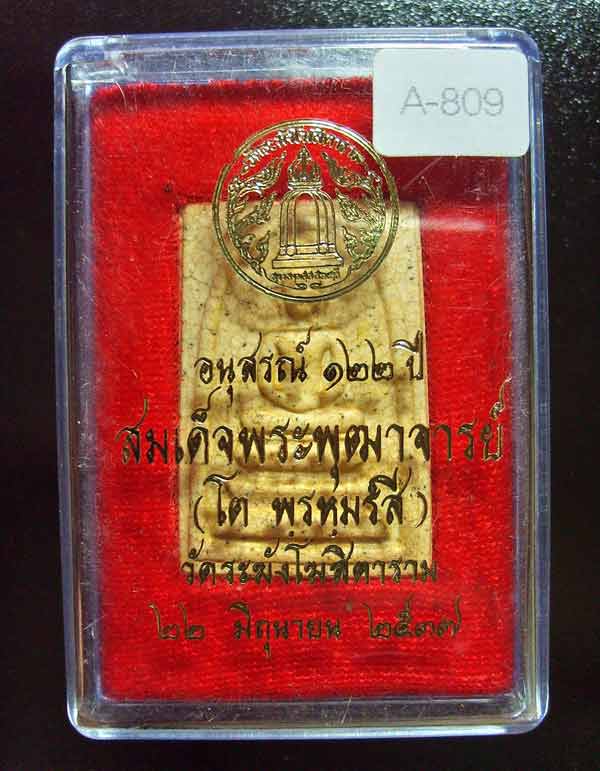 A-809
อนุสรณ์ ๑๒๒ ปี
สมเด็จพระพุฒาจารย์
(โต พฺรหฺมรํสี)
วัดระฆังโฆสิตาราม
๒๒ มิถุนายน ๒๕๓๗